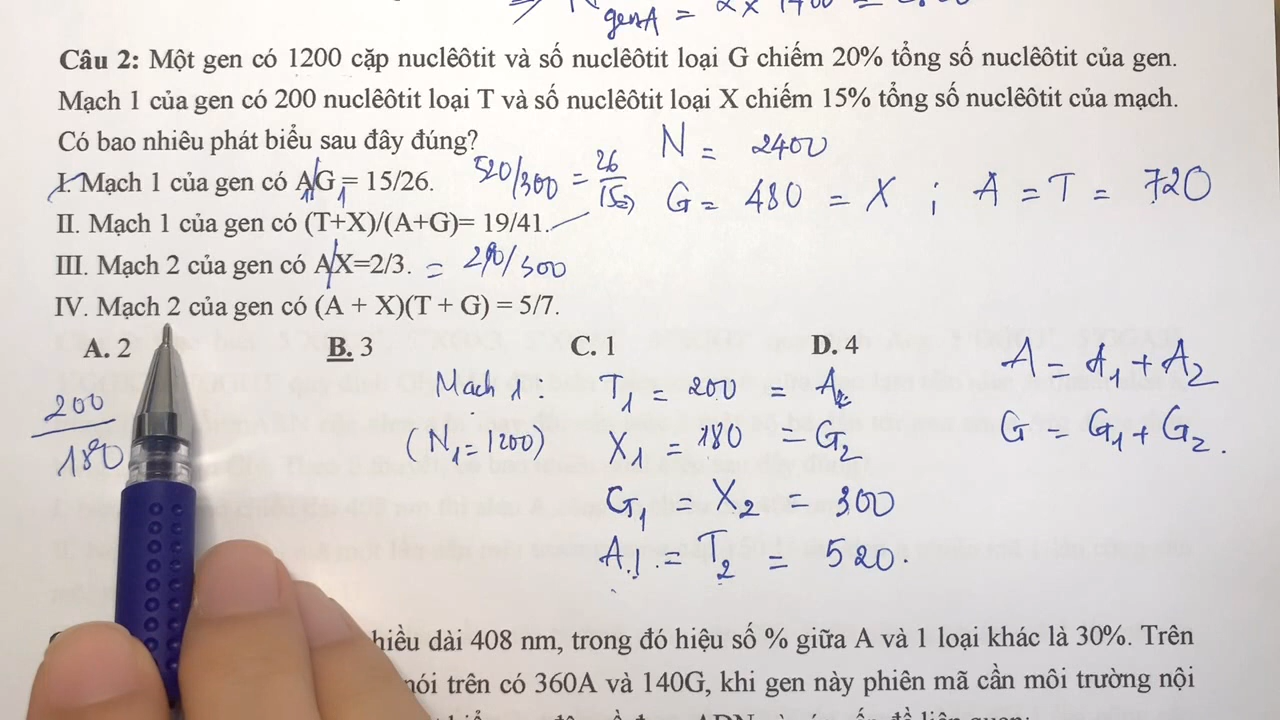 genA = 2x
Câu 2: Một gen có 1200 cặp nuclêôtit và số nuclêôtit loại G chiếm 20% tổng số nuclêôtit của gen.
Mạch 1 của gen có 200 nuclêôtit loại T và số nuclêôtit loại X chiếm 15% tổng số nuclêôtit của mạch.
Có bao nhiêu phát biểu sau đây đúng?
N = 2400
I. Mạch 1 của gen có A/G = 15/26. 520/300 = 26
G = 480 = X ; A = T = 720
II. Mạch 1 của gen có (T+X)/(A+G)= 19/41.
III. Mạch 2 của gen có A/X=2/3. = 200/300
IV. Mạch 2 của gen có (A + X)(T + G) = 5/7.
A. 2 B. 3 C. 1 D. 4
Mạch 1: T1 = 200 = A2
A = A1 + A2
200
180
(N1 = 1200) X1 = 180 = G2
G = G1 + G2.
G1 = X2 = 300
A1 = T2 = 520.
hiều dài 408 nm, trong đó hiệu số % giữa A và 1 loại khác là 30%. Trên
nói trên có 360A và 140G, khi gen này phiên mã cần môi trường nội